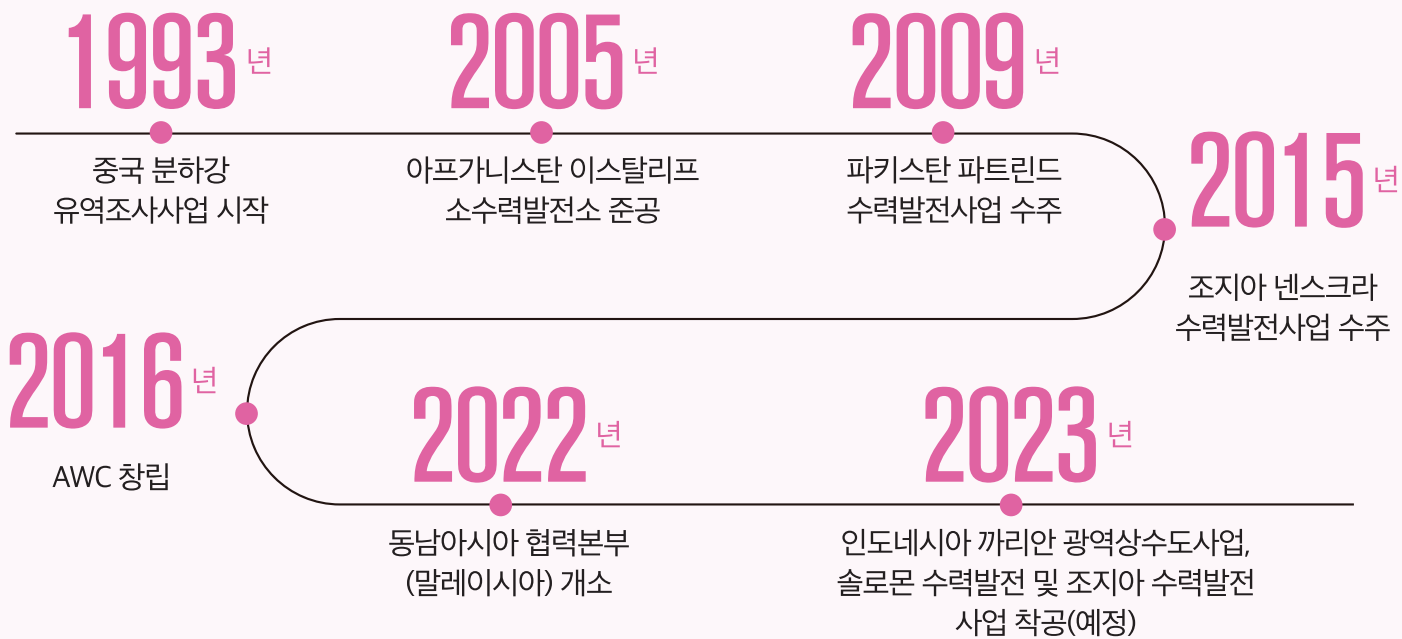 1993년
중국 분하강
유역조사사업 시작
2005년
아프가니스탄 이스탈리프
소수력발전소 준공
2009년
파키스탄 파트린드
수력발전사업 수주
2015년
조지아 넨스크라
수력발전사업 수주
2016년
AWC 창립
2022년
동남아시아 협력본부
(말레이시아) 개소
2023년
인도네시아 까리안 광역상수도사업,
솔로몬 수력발전 및 조지아 수력발전
사업 착공(예정)